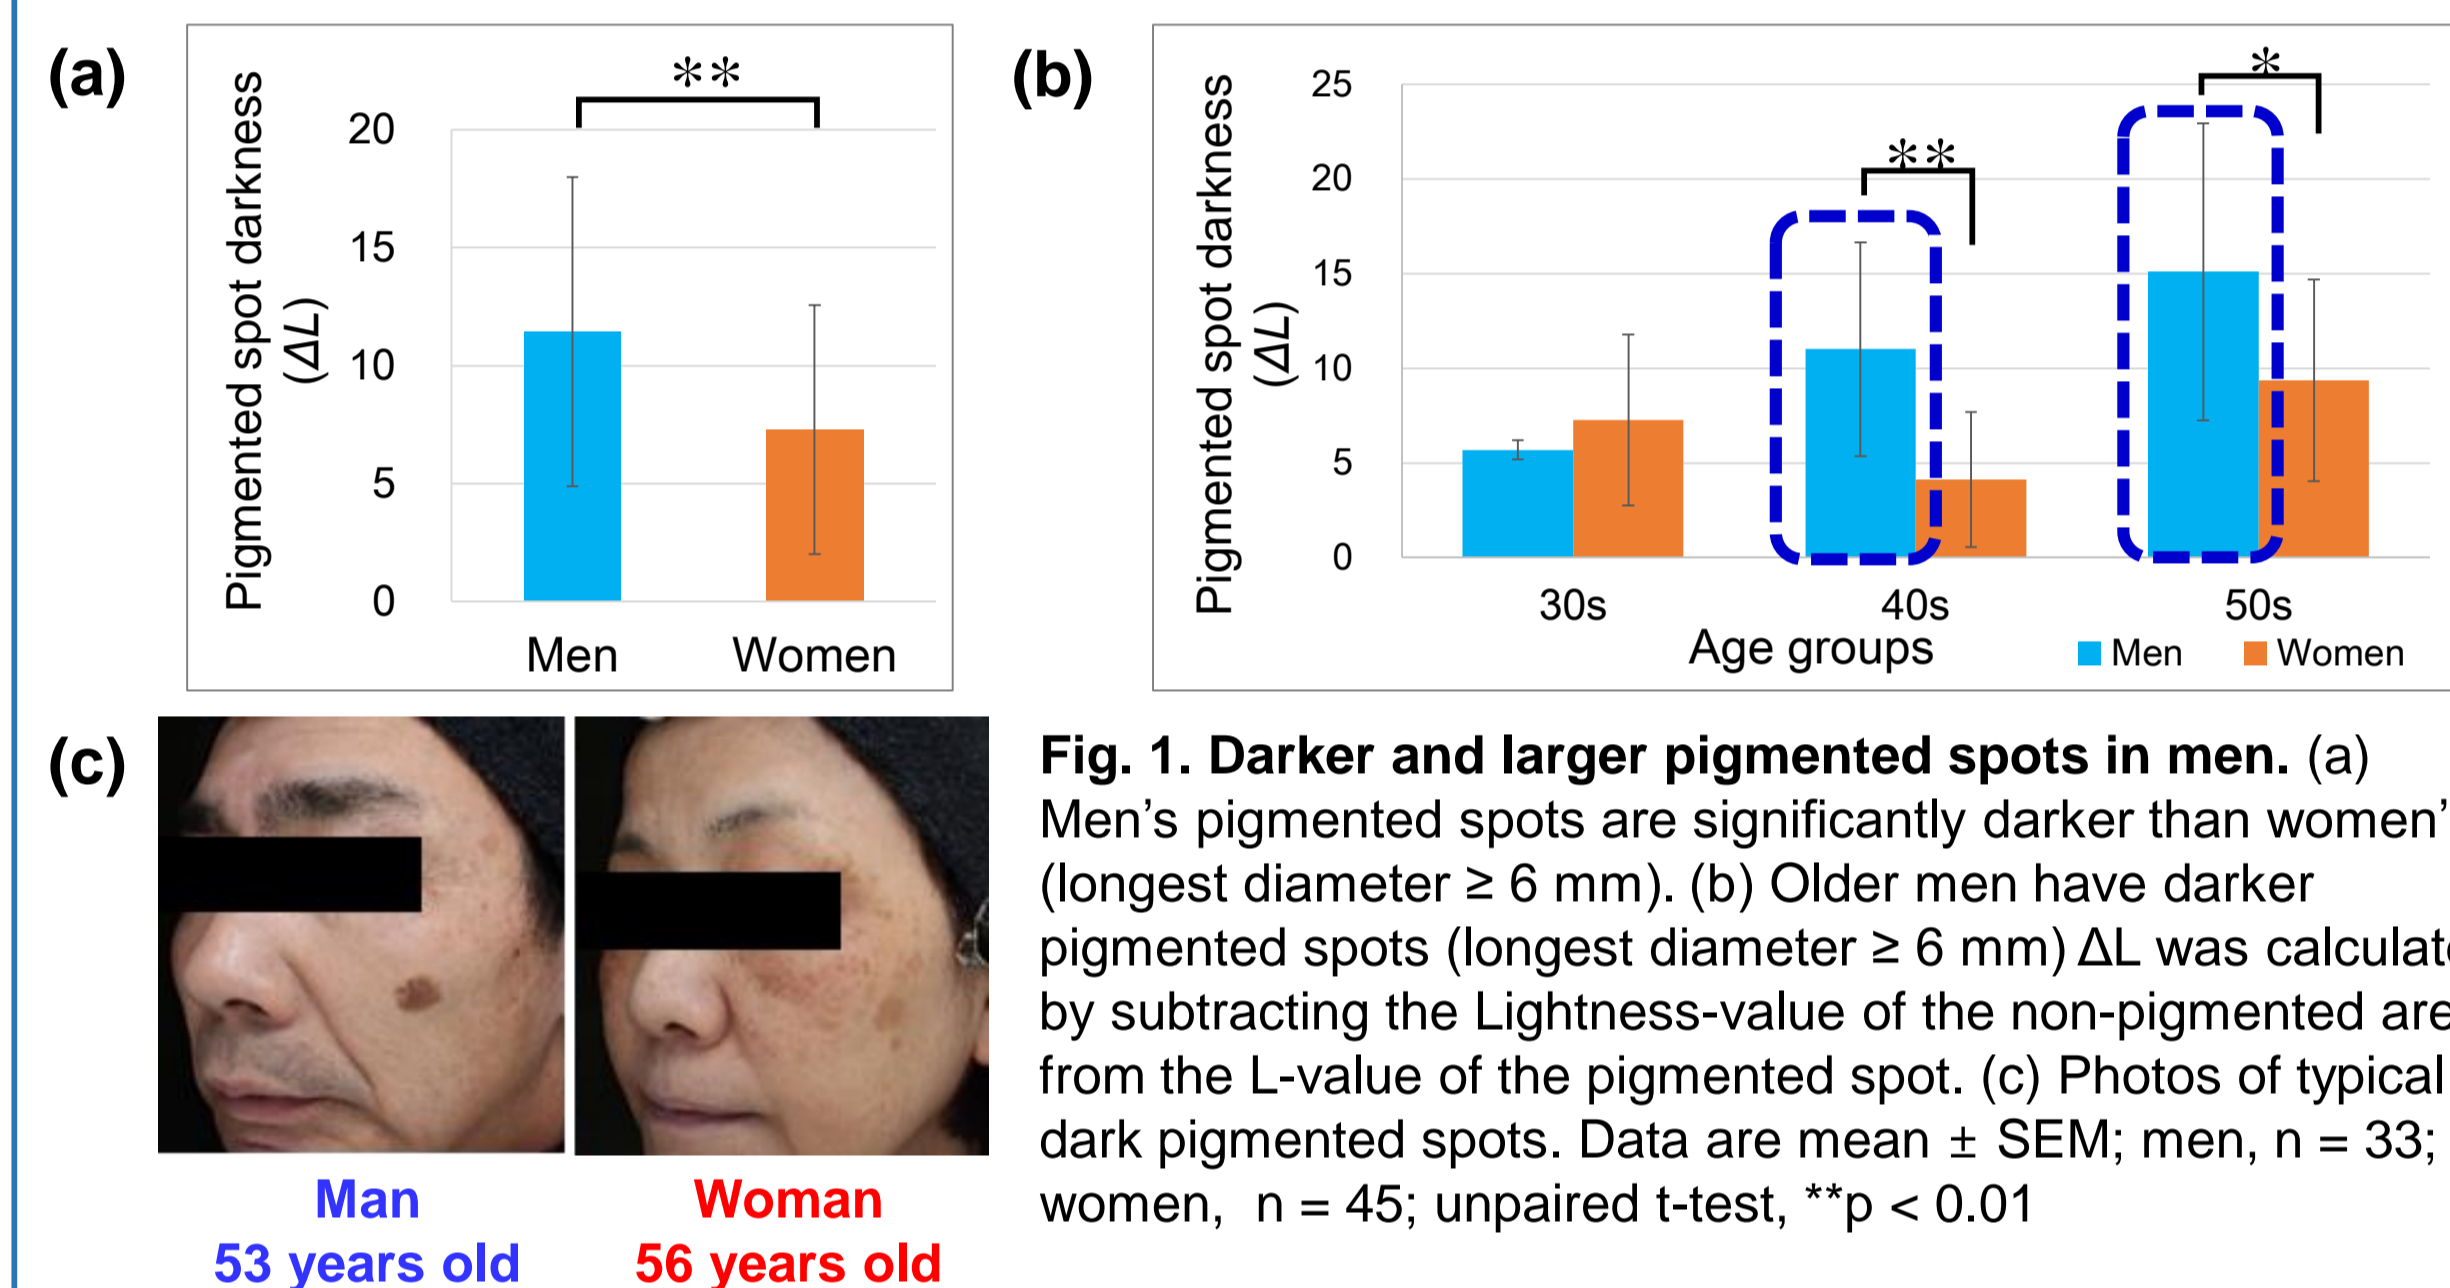 (a)
**
Pigmented spot darkness
(ΔL)
20
15
10
5
0
Men
Women
(b)
*
**
Pigmented spot darkness
(ΔL)
25
20
15
10
5
0
30s
40s
50s
Age groups
Men
Women
(c)
Man
53 years old
Woman
56 years old
Fig. 1. Darker and larger pigmented spots in men. (a)
Men’s pigmented spots are significantly darker than women’
(longest diameter ≥ 6 mm). (b) Older men have darker
pigmented spots (longest diameter ≥ 6 mm) ΔL was calculate
by subtracting the Lightness-value of the non-pigmented are
from the L-value of the pigmented spot. (c) Photos of typical
dark pigmented spots. Data are mean ± SEM; men, n = 33;
women, n = 45; unpaired t-test, **p < 0.01